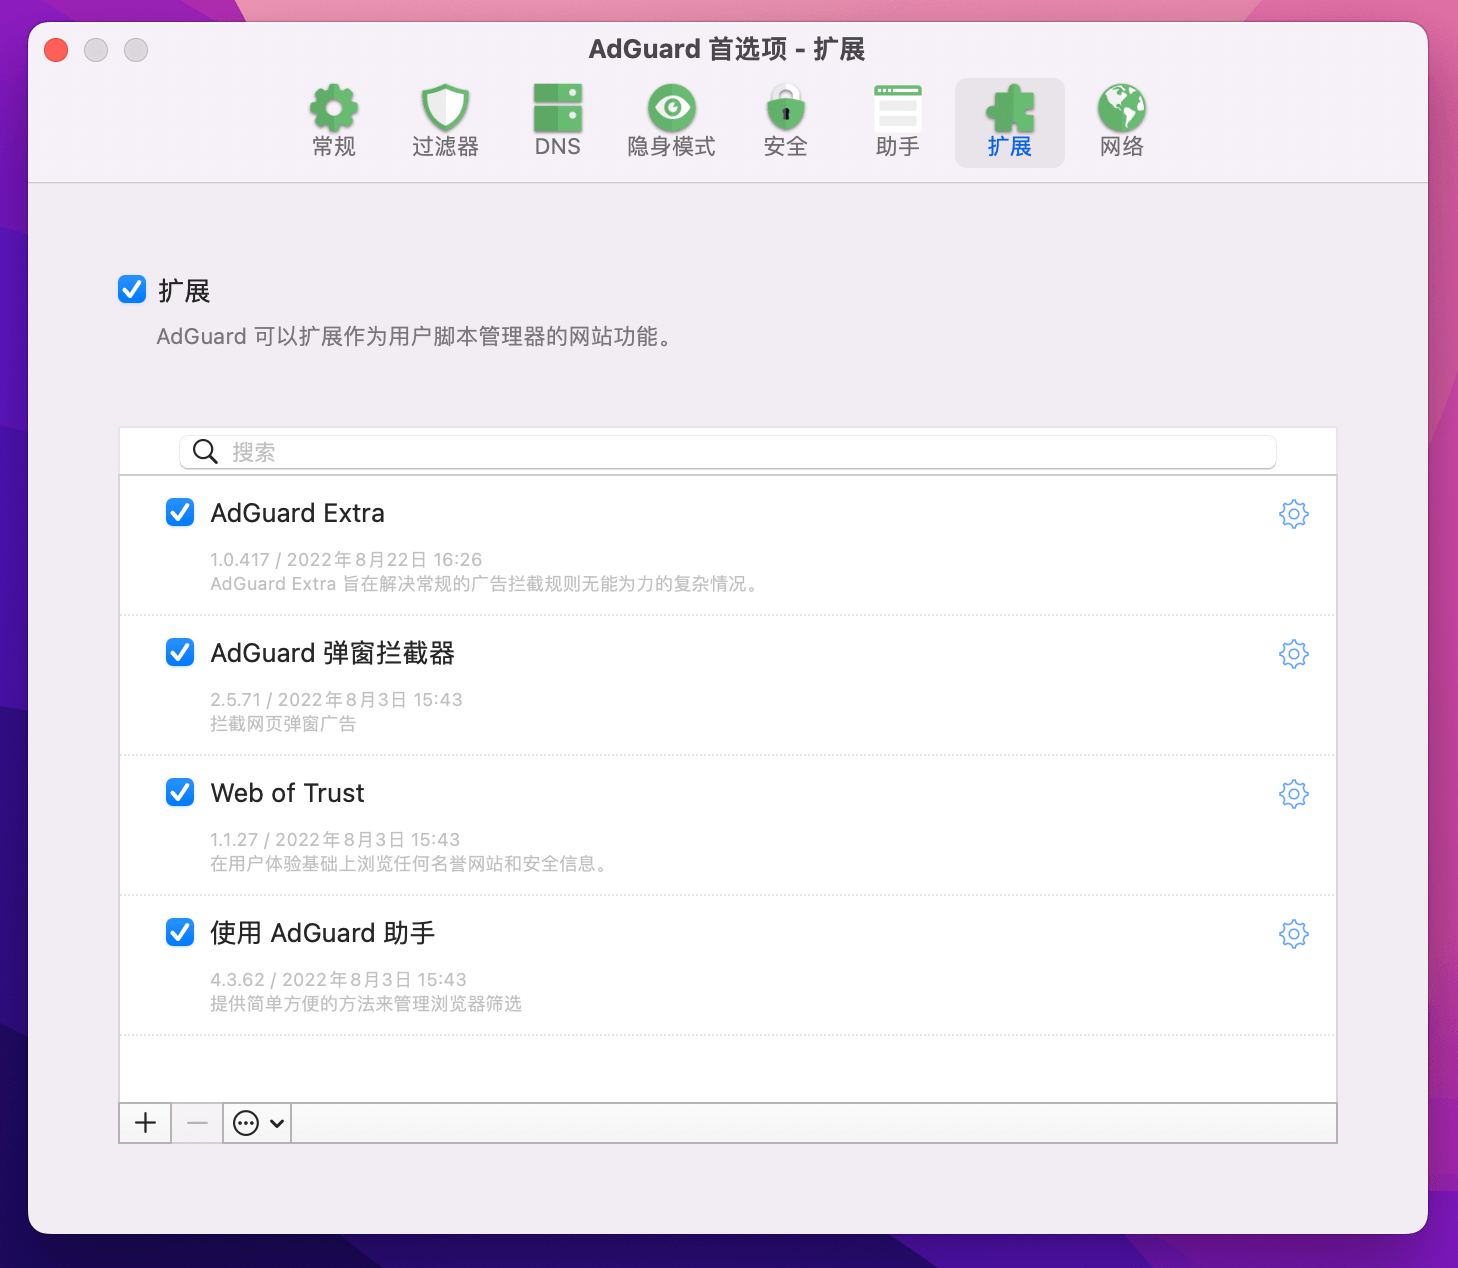 AdGuard 首选项 - 扩展
常规 过滤器 DNS 隐身模式 安全 助手 扩展 网络
扩展
AdGuard 可以扩展作为用户脚本管理器的网站功能。
搜索
AdGuard Extra
1.0.417 / 2022年8月22日 16:26
AdGuard Extra 旨在解决常规的广告拦截规则无能为力的复杂情况。
AdGuard 弹窗拦截器
2.5.71 / 2022年8月3日 15:43
拦截网页弹窗广告
Web of Trust
1.1.27 / 2022年8月3日 15:43
在用户体验基础上浏览任何名誉网站和安全信息。
使用 AdGuard 助手
4.3.62 / 2022年8月3日 15:43
提供简单方便的方法来管理浏览器筛选